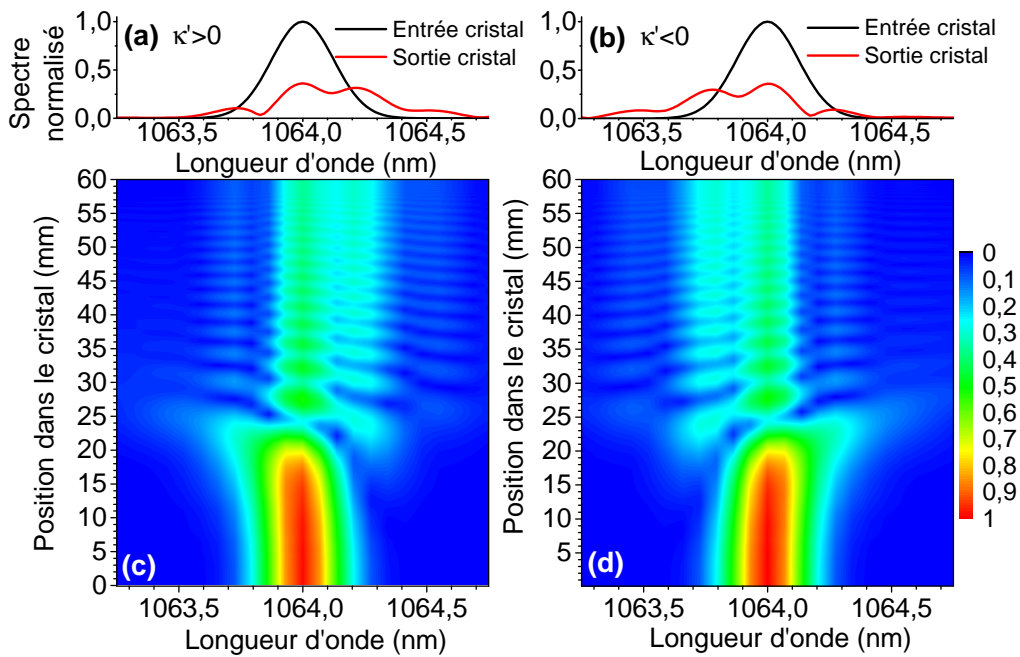 (a) κ'>0
Entrée cristal
Sortie cristal
(b) κ'<0
Entrée cristal
Sortie cristal
Spectre
normalisé
1,0
0,5
0,0
1063,5 1064,0 1064,5
Longueur d'onde (nm)
1,0
0,5
0,0
1063,5 1064,0 1064,5
Longueur d'onde (nm)
Position dans le cristal (mm)
60
55
50
45
40
35
30
25
20
15
10
5
0
(c)
1063,5 1064,0 1064,5
Longueur d'onde (nm)
Position dans le cristal (mm)
60
55
50
45
40
35
30
25
20
15
10
5
(d)
1063,5 1064,0 1064,5
Longueur d'onde (nm)
0
0,1
0,2
0,3
0,4
0,5
0,6
0,7
0,8
0,9
1